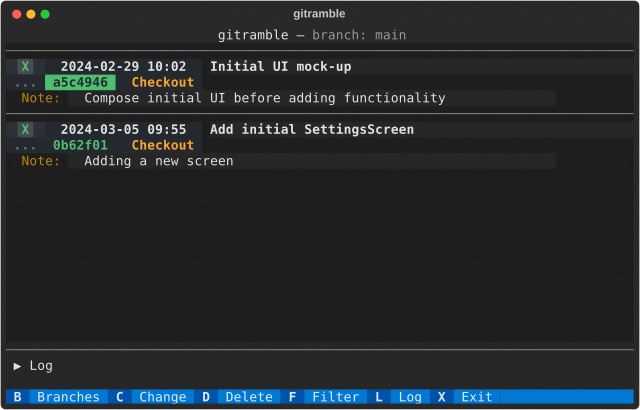 gitramble
gitramble — branch: main
X 2024-02-29 10:02 Initial UI mock-up
... a5c4946 Checkout
Note: Compose initial UI before adding functionality
X 2024-03-05 09:55 Add initial SettingsScreen
... 0b62f01 Checkout
Note: Adding a new screen
▶ Log
B Branches C Change D Delete F Filter L Log X Exit